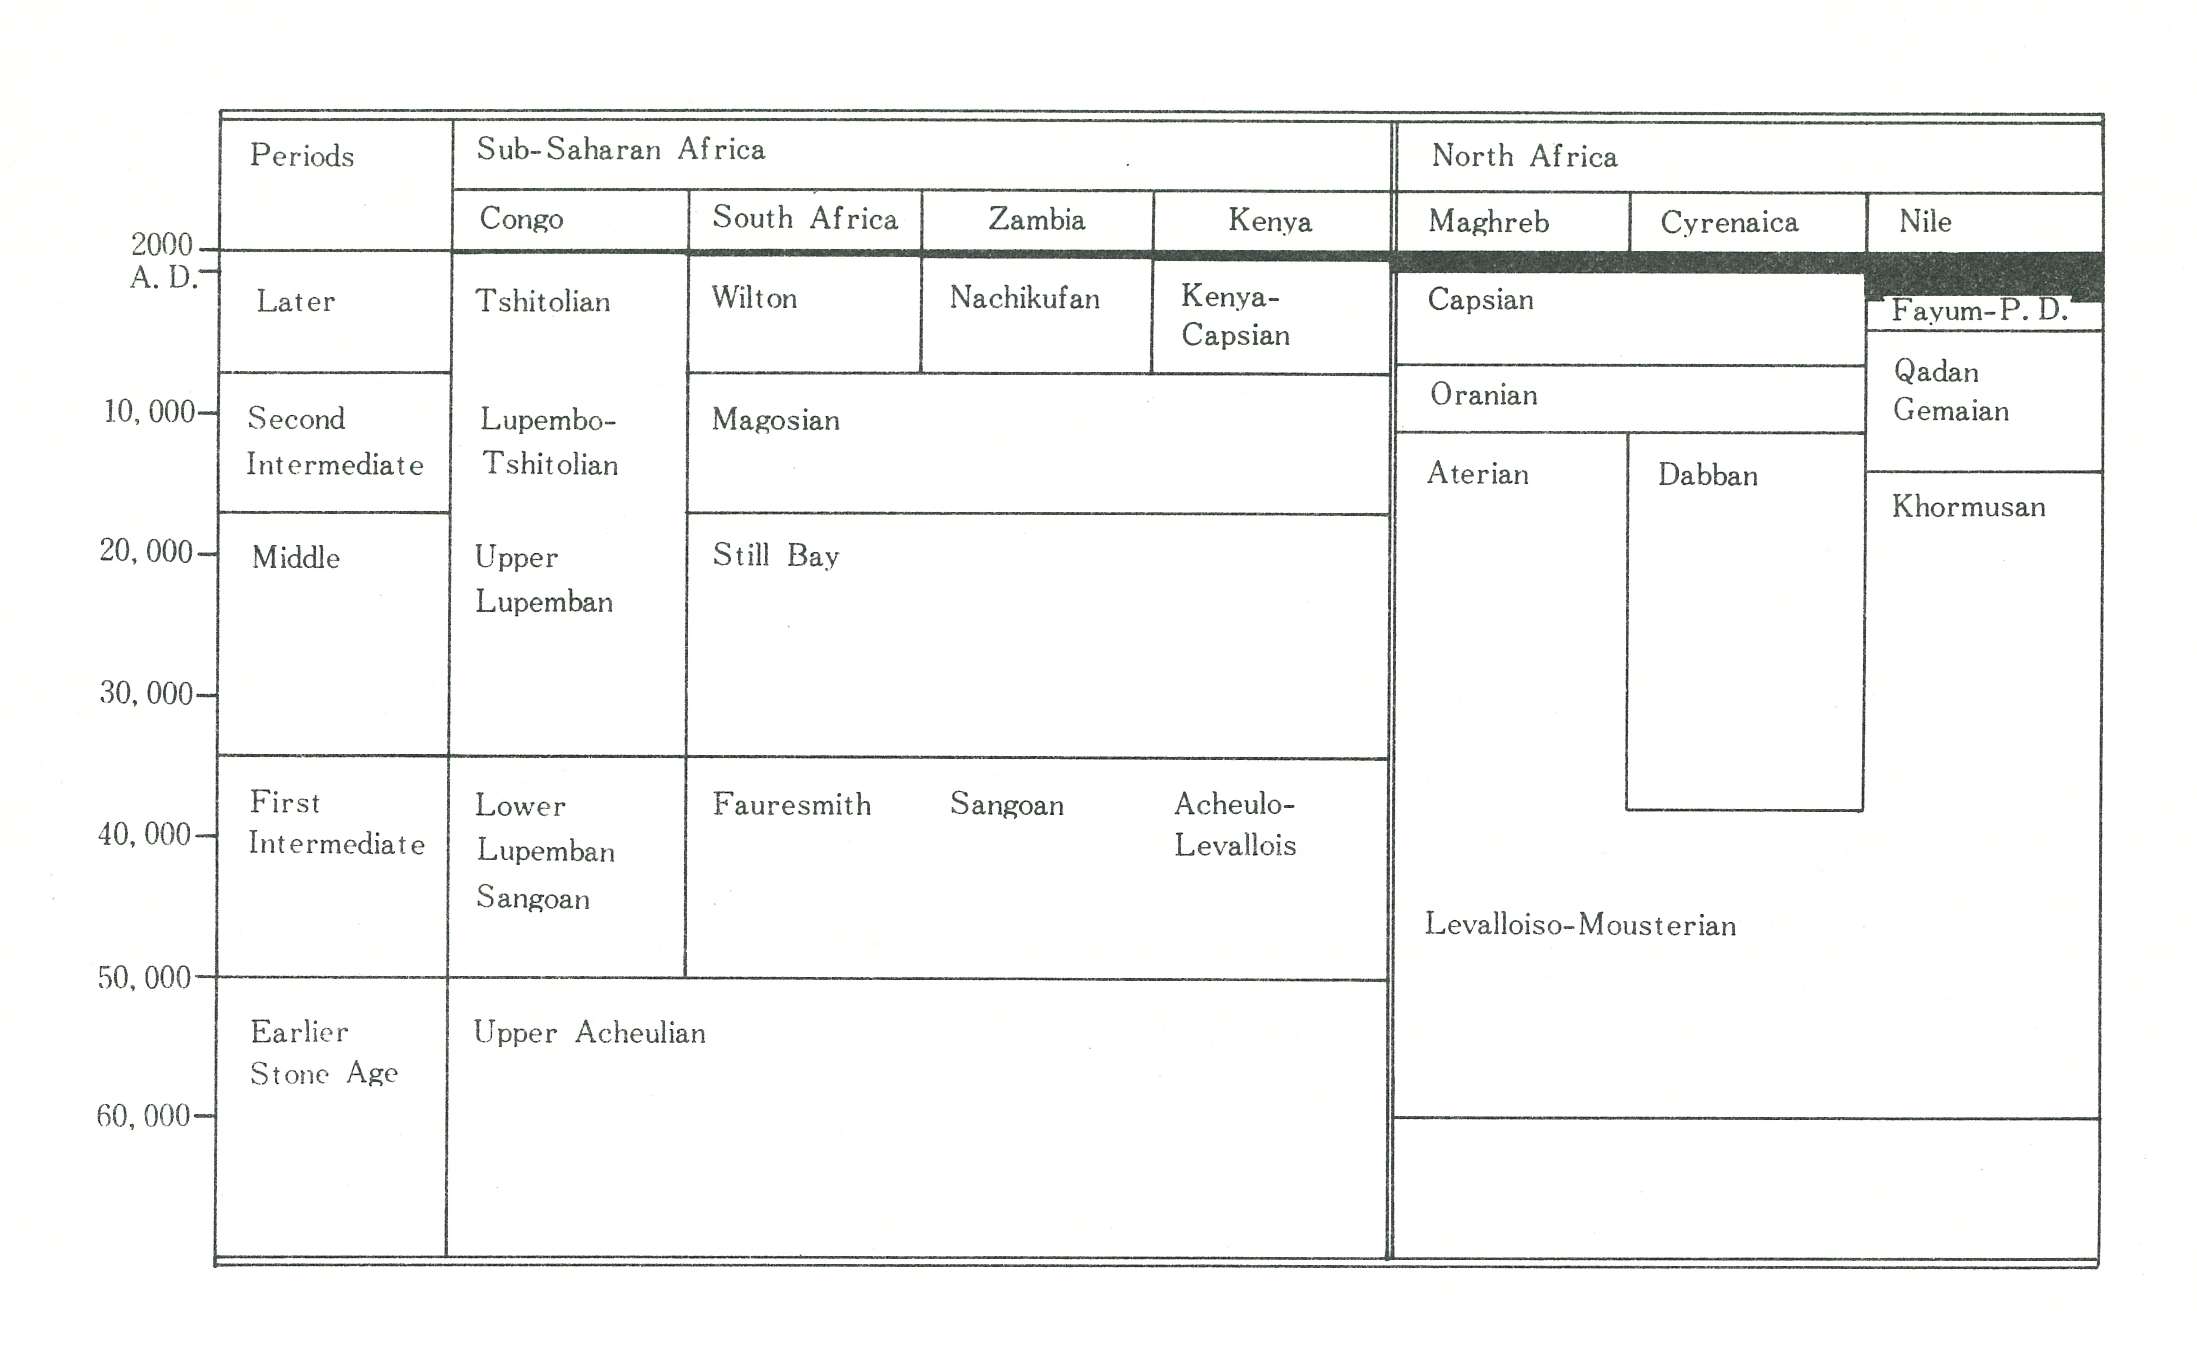 Periods
Sub-Saharan Africa
North Africa
Congo
South Africa
Zambia
Kenya
Maghreb
Cyrenaica
Nile
2000
A. D.
Later
Tshitolian
Wilton
Nachikufan
Kenya-
Capsian
Capsian
Fayum-P. D.
Oranian
Qadan
Gemaian
10,000
Second
Intermediate
Lupembo-
Tshitolian
Magosian
Aterian
Dabban
Khormusan
20,000
Middle
Upper
Lupemban
Still Bay
30,000
First
Intermediate
40,000
Lower
Lupemban
Sangoan
Fauresmith
Sangoan
Acheulo-
Levallois
Levalloiso-Mousterian
50,000
Earlier
Stone Age
Upper Acheulian
60,000